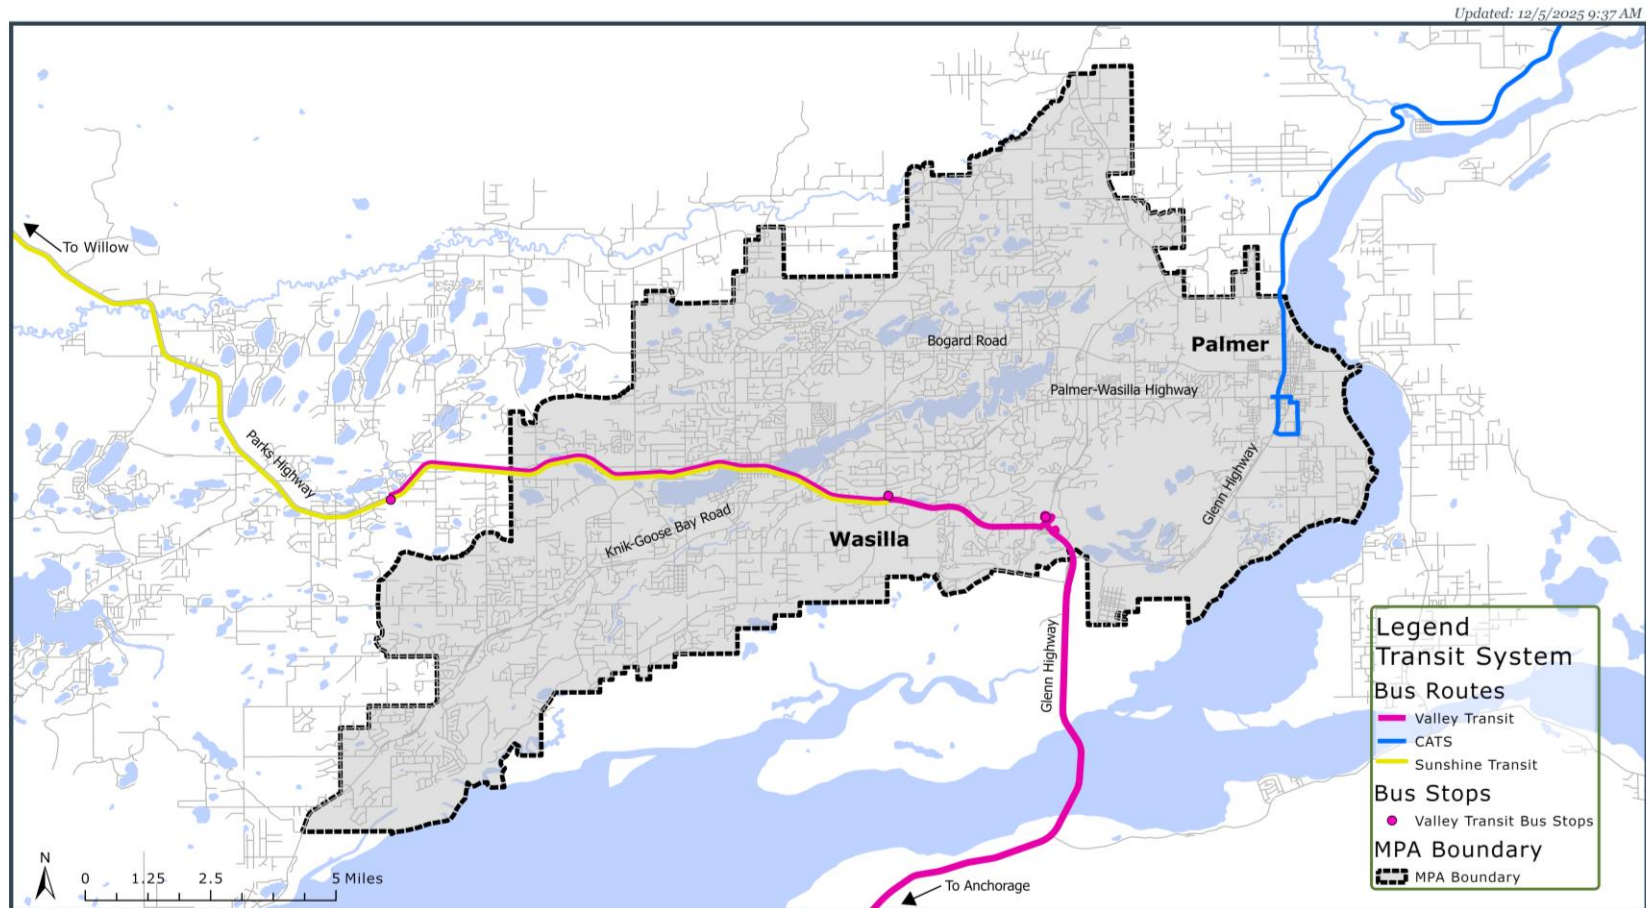 Updated: 12/5/2025 9:37 AM
To Willow
Bogard Road
Palmer
Palmer-Wasilla Highway
Parks Highway
Glenn Highway
Knik-Goose Bay Road
Wasilla
Glenn Highway
Legend
Transit System
Bus Routes
Valley Transit
CATS
Sunshine Transit
Bus Stops
Valley Transit Bus Stops
MPA Boundary
MPA Boundary
N
0 1.25 2.5 5 Miles
To Anchorage